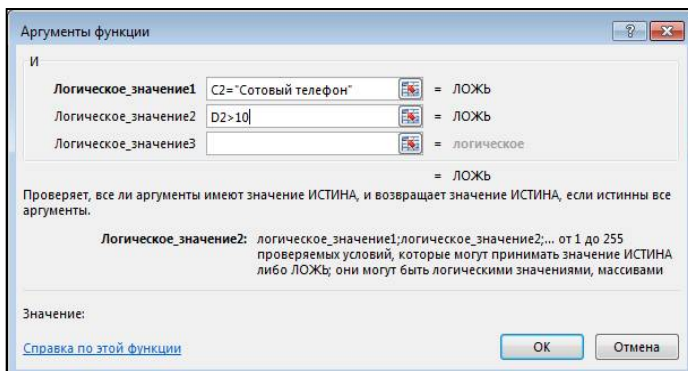 Аргументы функции
И
Логическое_значение1 C2="Сотовый телефон" = ЛОЖЬ
Логическое_значение2 D2>10 = ЛОЖЬ
Логическое_значение3 = логическое
= ЛОЖЬ
Проверяет, все ли аргументы имеют значение ИСТИНА, и возвращает значение ИСТИНА, если истинны все
аргументы.
Логическое_значение2: логическое_значение1;логическое_значение2;... от 1 до 255
проверяемых условий, которые могут принимать значение ИСТИНА
либо ЛОЖЬ; они могут быть логическими значениями, массивами
Значение:
Справка по этой функции
ОК
Отмена